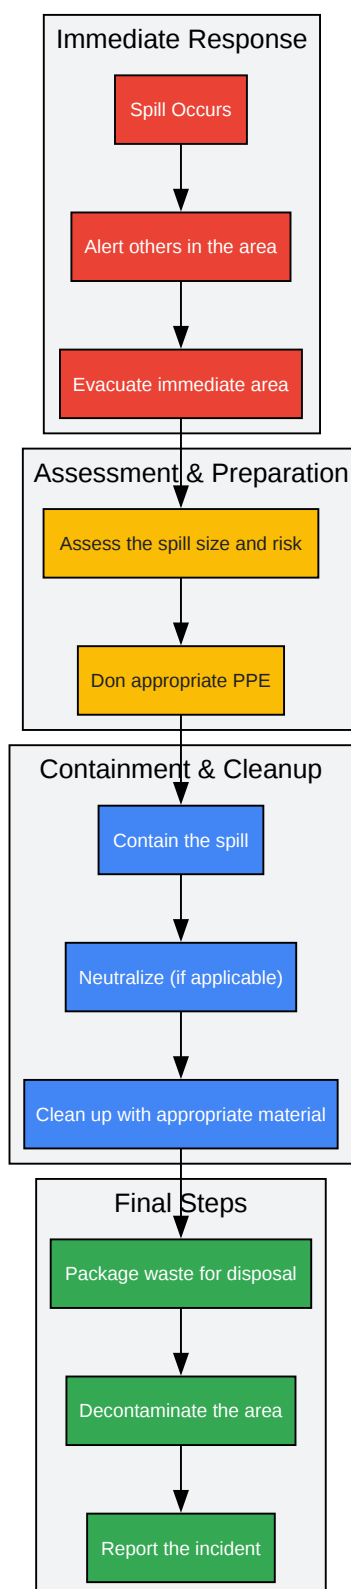 Immediate Response
Spill Occurs
Alert others in the area
Evacuate immediate area
Assessment & Preparation
Assess the spill size and risk
Don appropriate PPE
Containment & Cleanup
Contain the spill
Neutralize (if applicable)
Clean up with appropriate material
Final Steps
Package waste for disposal
Decontaminate the area
Report the incident